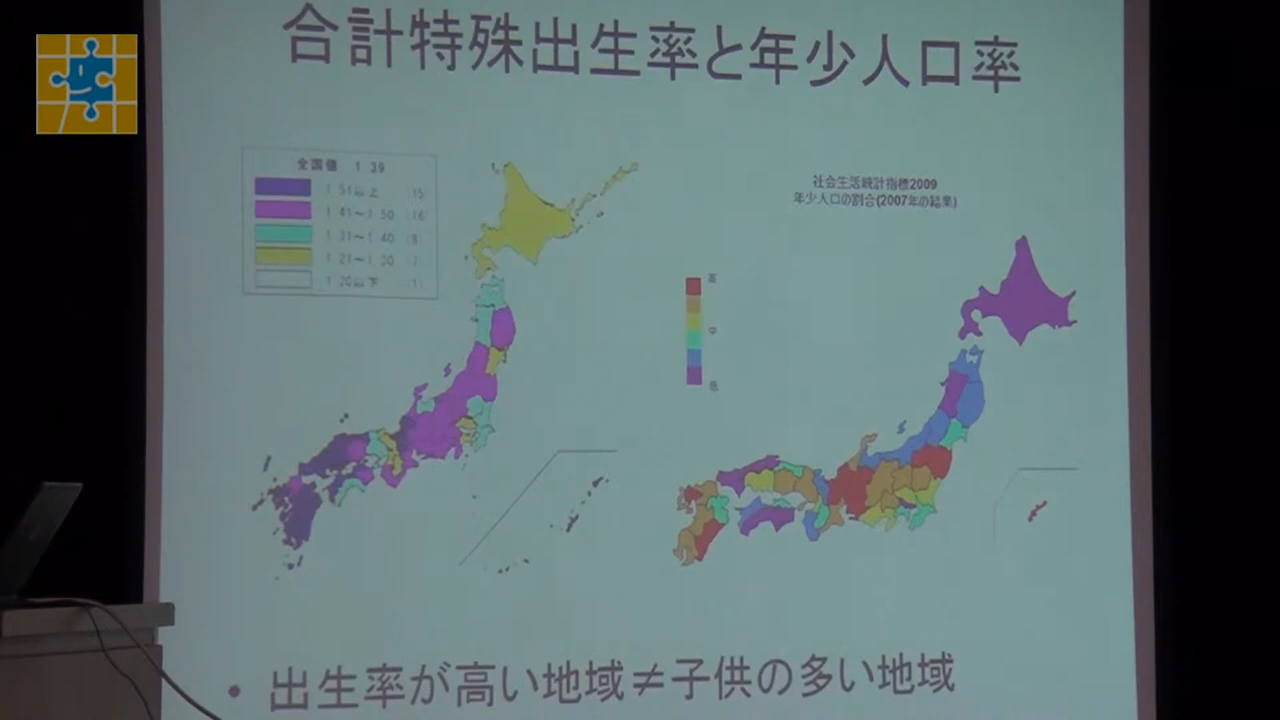 合計特殊出生率と年少人口率
全国値 1 39
1 51以上 (15
1 41〜1 50 (16
1 31〜1 40 (8
1 21〜1 30
1 20以下 (1)
社会生活統計指標2009
年少人口の割合(2007年の結果)
高
中
低
• 出生率が高い地域≠子供の多い地域